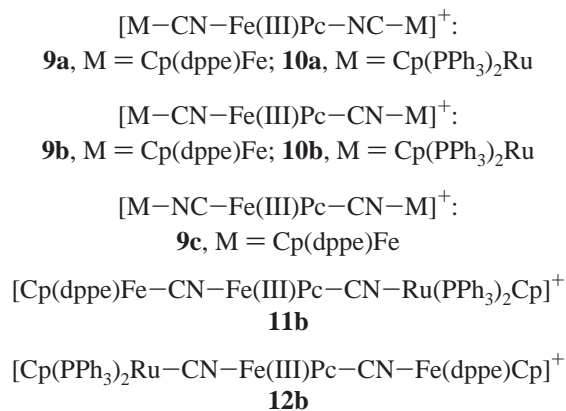 [M−CN−Fe(III)Pc−NC−M]⁺:
9a, M = Cp(dppe)Fe; 10a, M = Cp(PPh₃)₂Ru
[M−CN−Fe(III)Pc−CN−M]⁺:
9b, M = Cp(dppe)Fe; 10b, M = Cp(PPh₃)₂Ru
[M−NC−Fe(III)Pc−CN−M]⁺:
9c, M = Cp(dppe)Fe
[Cp(dppe)Fe−CN−Fe(III)Pc−CN−Ru(PPh₃)₂Cp]⁺
11b
[Cp(PPh₃)₂Ru−CN−Fe(III)Pc−CN−Fe(dppe)Cp]⁺
12b